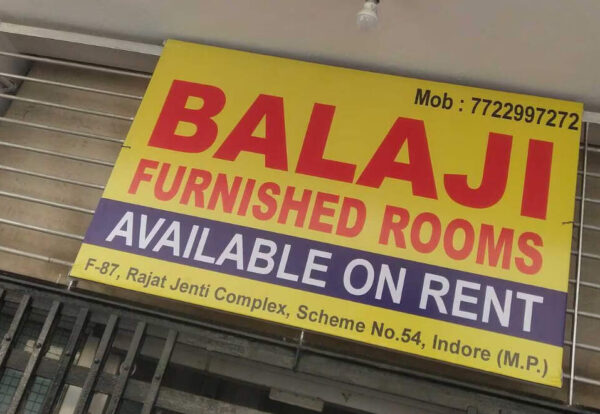 Mob : 7722997272
BALAJI
FURNISHED ROOMS
AVAILABLE ON RENT
F-87, Rajat Jenti Complex, Scheme No.54, Indore (M.P.)